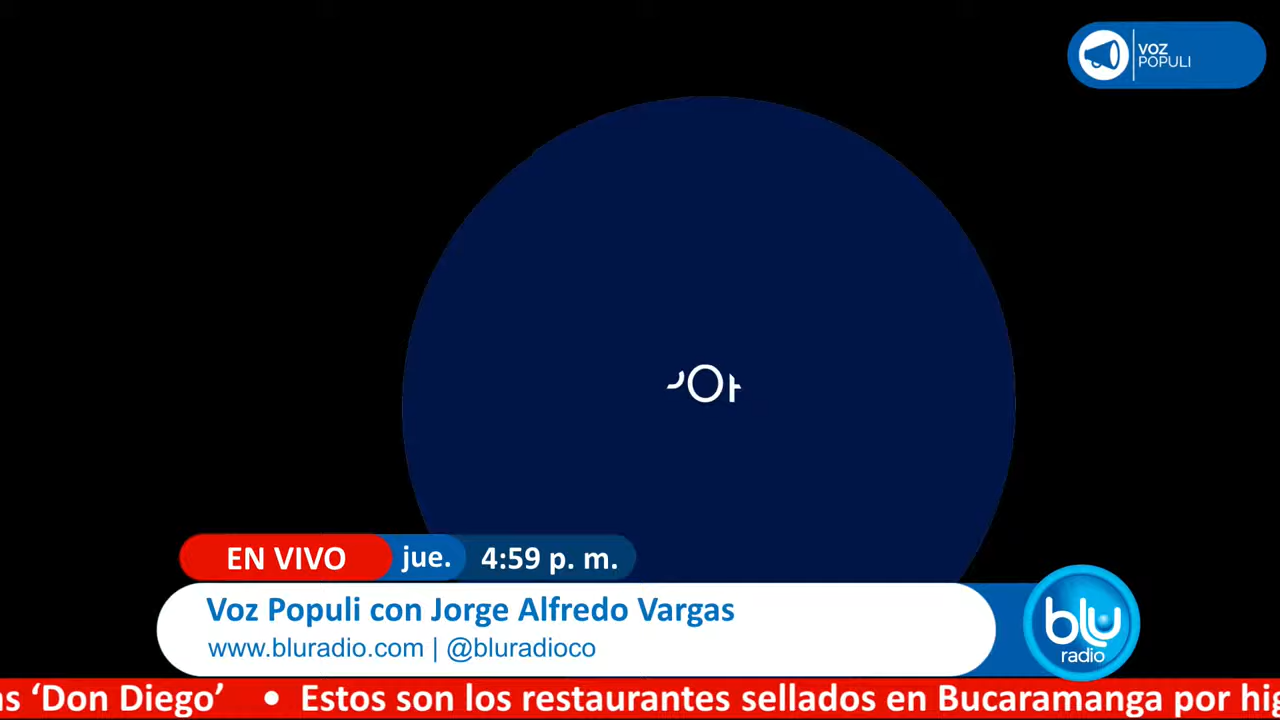 VOZ
POPULI
EN VIVO jue. 4:59 p. m.
Voz Populi con Jorge Alfredo Vargas
www.bluradio.com | @bluradioco
blu
radio
‘Don Diego’ • Estos son los restaurantes sellados en Bucaramanga por